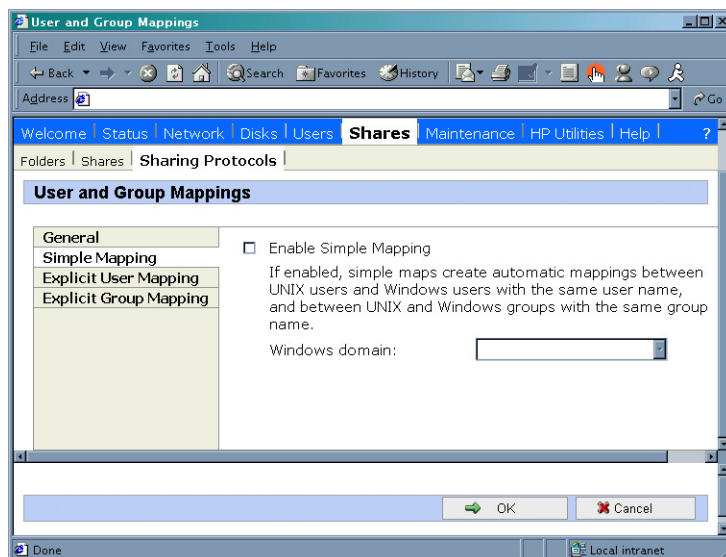 User and Group Mappings
File Edit View Favorites Tools Help
Back Search Favorites History
Address Go
Welcome Status Network Disks Users Shares Maintenance HP Utilities Help ?
Folders Shares Sharing Protocols
User and Group Mappings
General
Simple Mapping
Explicit User Mapping
Explicit Group Mapping
Enable Simple Mapping
If enabled, simple maps create automatic mappings between
UNIX users and Windows users with the same user name,
and between UNIX and Windows groups with the same group
name.
Windows domain:
OK Cancel
Done Local intranet